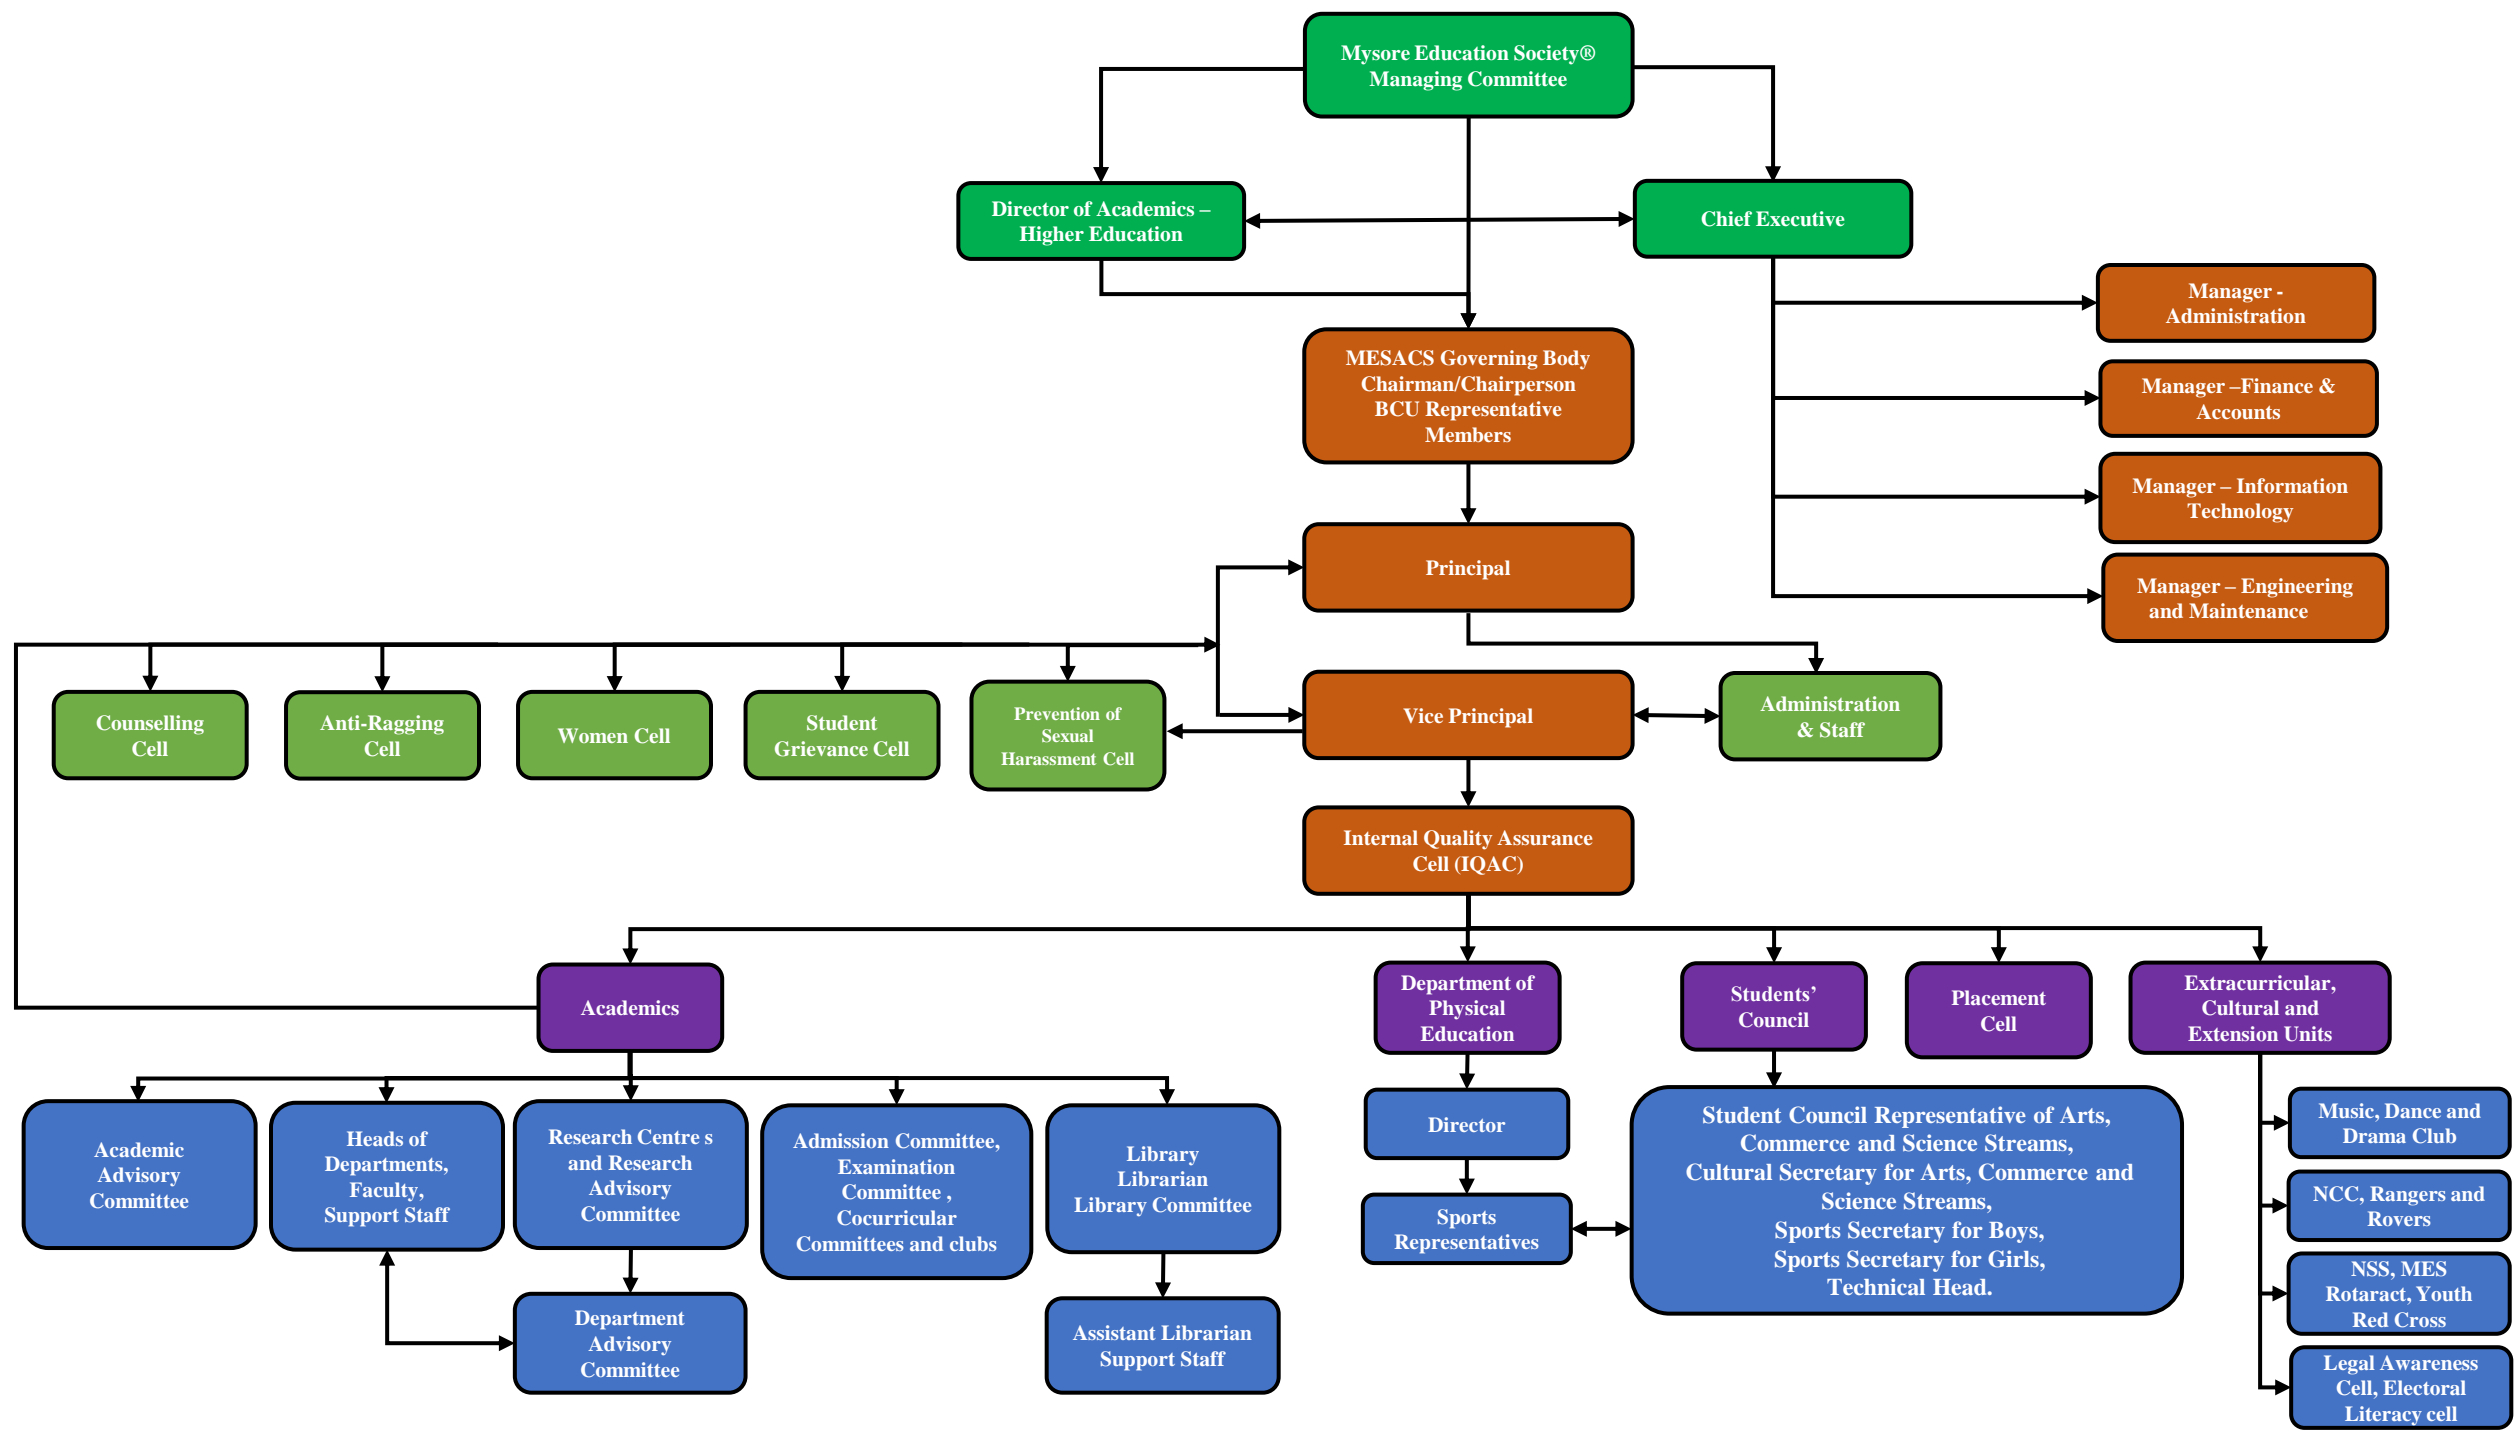 Mysore Education Society®
Managing Committee
Director of Academics –
Higher Education
Chief Executive
Manager -
Administration
MESACS Governing Body
Chairman/Chairperson
BCU Representative
Members
Manager –Finance &
Accounts
Manager – Information
Technology
Principal
Manager – Engineering
and Maintenance
Counselling
Cell
Anti-Ragging
Cell
Women Cell
Student
Grievance Cell
Prevention of
Sexual
Harassment Cell
Vice Principal
Administration
& Staff
Internal Quality Assurance
Cell (IQAC)
Academics
Department of
Physical
Education
Students’
Council
Placement
Cell
Extracurricular,
Cultural and
Extension Units
Academic
Advisory
Committee
Heads of
Departments,
Faculty,
Support Staff
Research Centre s
and Research
Advisory
Committee
Admission Committee,
Examination
Committee ,
Cocurricular
Committees and clubs
Library
Librarian
Library Committee
Director
Student Council Representative of Arts,
Commerce and Science Streams,
Cultural Secretary for Arts, Commerce and
Science Streams,
Sports Secretary for Boys,
Sports Secretary for Girls,
Technical Head.
Music, Dance and
Drama Club
NCC, Rangers and
Rovers
Sports
Representatives
NSS, MES
Rotaract, Youth
Red Cross
Department
Advisory
Committee
Assistant Librarian
Support Staff
Legal Awareness
Cell, Electoral
Literacy cell